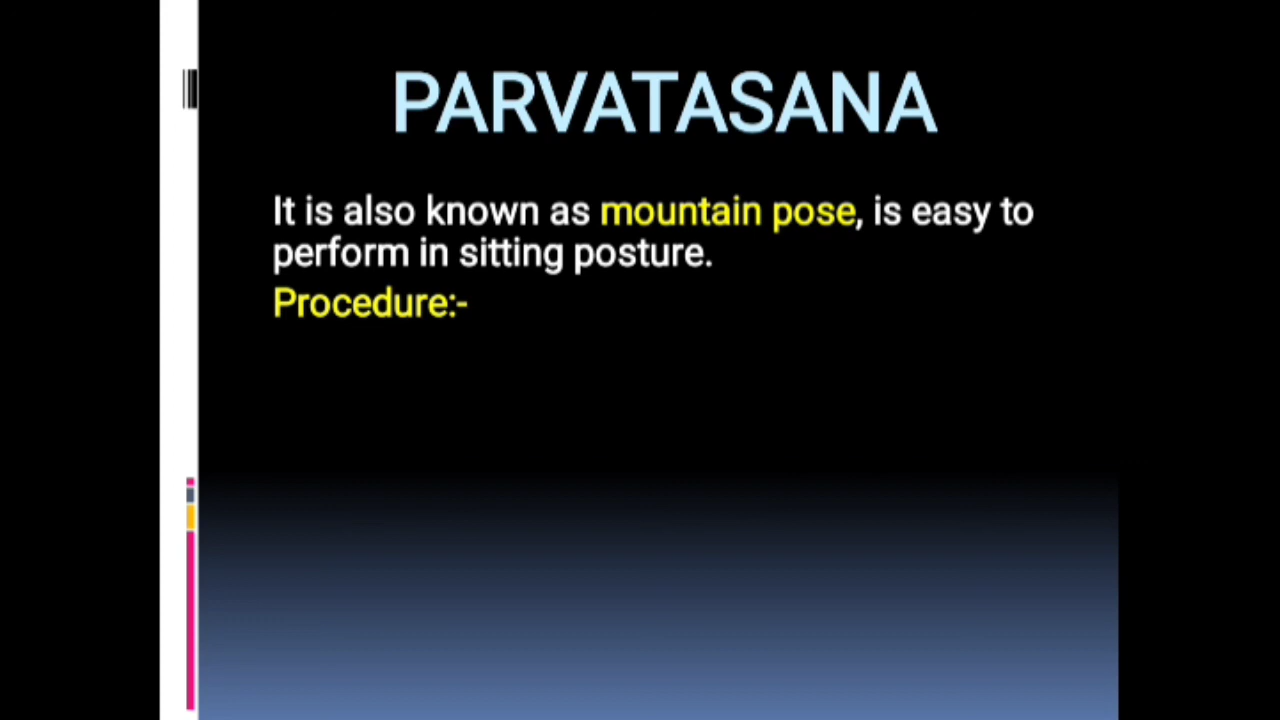 PARVATASANA
It is also known as mountain pose, is easy to
perform in sitting posture.
Procedure:-